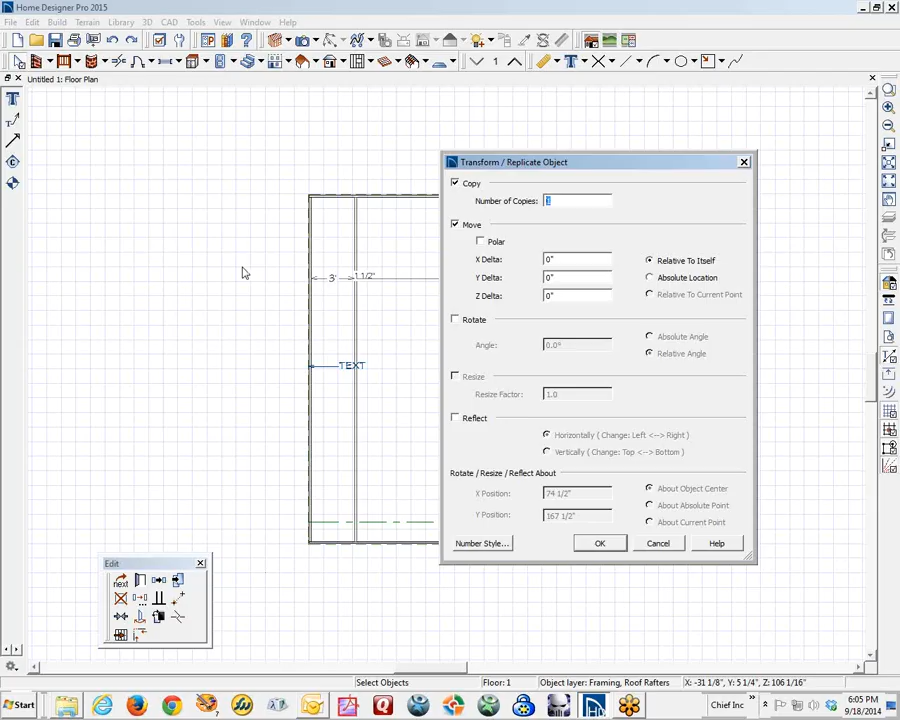 Home Designer Pro 2015
File Edit Build Terrain Library 3D CAD Tools View Window Help
1
Untitled 1: Floor Plan
Transform / Replicate Object
Copy
Number of Copies: 1
Move
Polar
X Delta: 0" Relative To Itself
Y Delta: 0" Absolute Location
Z Delta: 0" Relative To Current Point
Rotate
Absolute Angle
Angle: 0.0° Relative Angle
Resize
Resize Factor: 1.0
Reflect
Horizontally ( Change: Left <--> Right )
Vertically ( Change: Top <--> Bottom )
Rotate / Resize / Reflect About
X Position: 74 1/2" About Object Center
About Absolute Point
Y Position: 167 1/2"
About Current Point
Number Style... OK Cancel Help
3' 1 1/2"
TEXT
Edit
next
Select Objects Floor: 1 Object layer: Framing, Roof Rafters X: -31 1/8", Y: 5 1/4", Z: 106 1/16"
Start Chief Inc 6:05 PM
9/18/2014